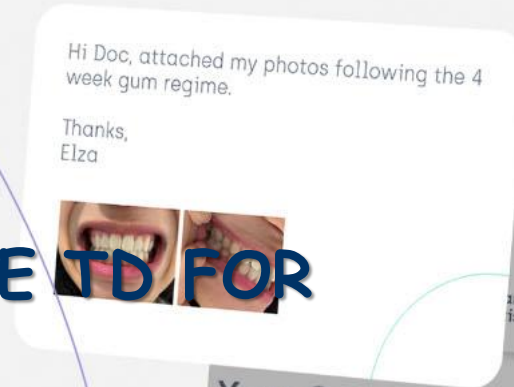 Hi Doc, attached my photos following the 4
week gum regime.
Thanks,
Elza
E TD FOR